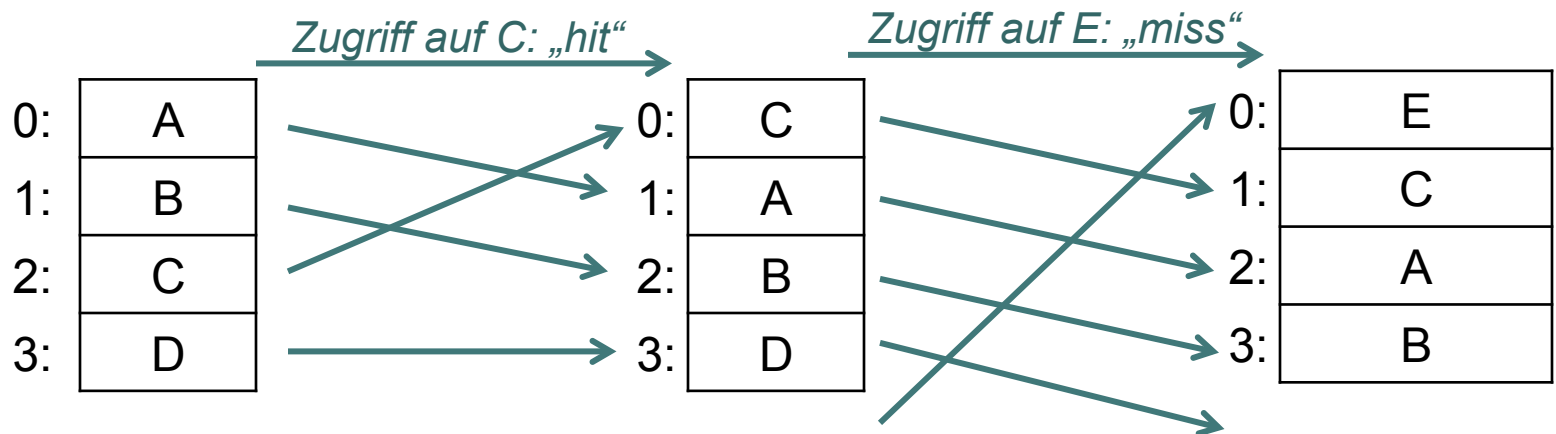 Zugriff auf C: „hit“ Zugriff auf E: „miss“
0: A 0: C 0: E
1: B 1: A 1: C
2: C 2: B 2: A
3: D 3: D 3: B